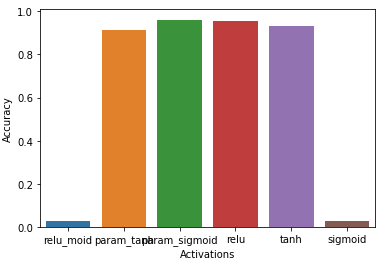 1.0
0.8
0.6
0.4
0.2
0.0
Accuracy
relu_moid param_tanh param_sigmoid relu tanh sigmoid
Activations